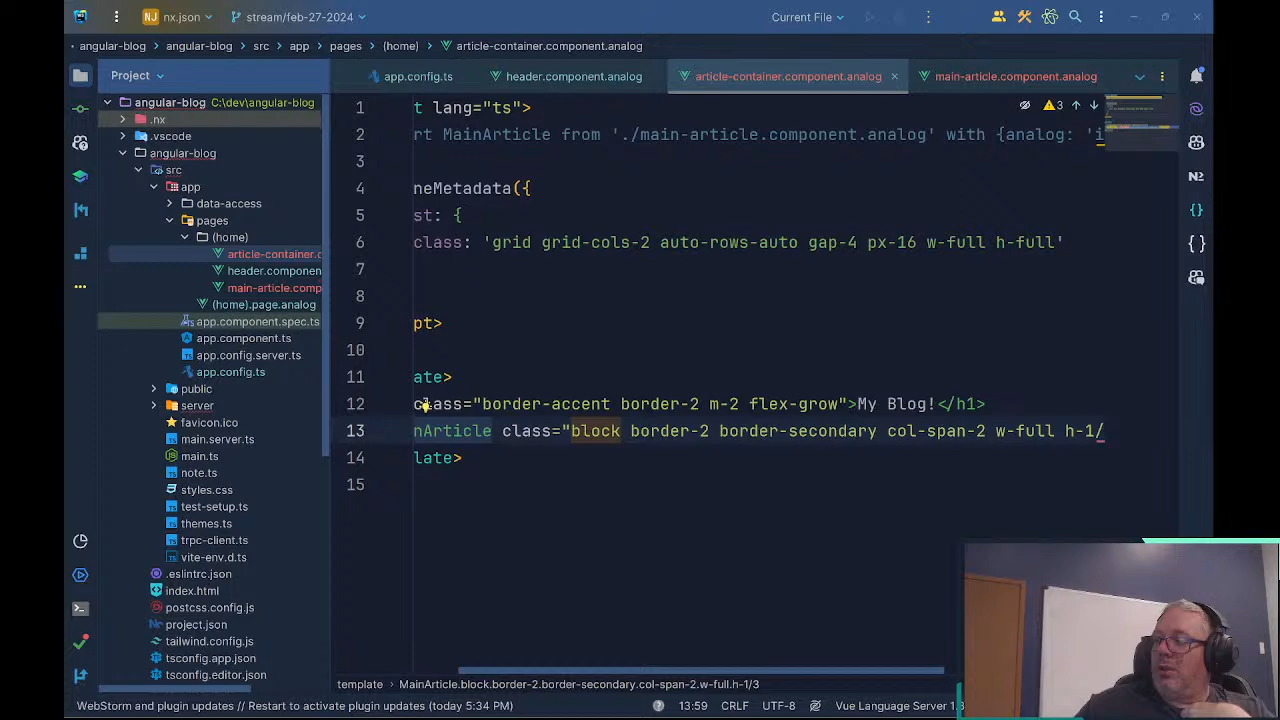 NJ nx.json
stream/feb-27-2024
Current File
angular-blog
angular-blog
src
app
pages
(home)
article-container.component.analog
Project
app.config.ts
header.component.analog
article-container.component.analog
main-article.component.analog
angular-blog C:\dev\angular-blog
.nx
.vscode
angular-blog
src
app
data-access
pages
(home)
article-container.c
header.componen
main-article.comp
(home).page.analog
app.component.spec.ts
app.component.ts
app.config.server.ts
app.config.ts
public
server
favicon.ico
main.server.ts
main.ts
note.ts
styles.css
test-setup.ts
themes.ts
trpc-client.ts
vite-env.d.ts
.eslintrc.json
index.html
postcss.config.js
project.json
tailwind.config.js
tsconfig.app.json
tsconfig.editor.json
1 t lang="ts">
3
2 rt MainArticle from './main-article.component.analog' with {analog: 'i
3
4 neMetadata({
5 st: {
6 class: 'grid grid-cols-2 auto-rows-auto gap-4 px-16 w-full h-full'
7
8
9 pt>
10
11 ate>
12 class="border-accent border-2 m-2 flex-grow">My Blog!</h1>
13 nArticle class="block border-2 border-secondary col-span-2 w-full h-1/
14 late>
15
N2
template
MainArticle.block.border-2.border-secondary.col-span-2.w-full.h-1/3
WebStorm and plugin updates // Restart to activate plugin updates (today 5:34 PM)
13:59
CRLF
UTF-8
Vue Language Server 1.8